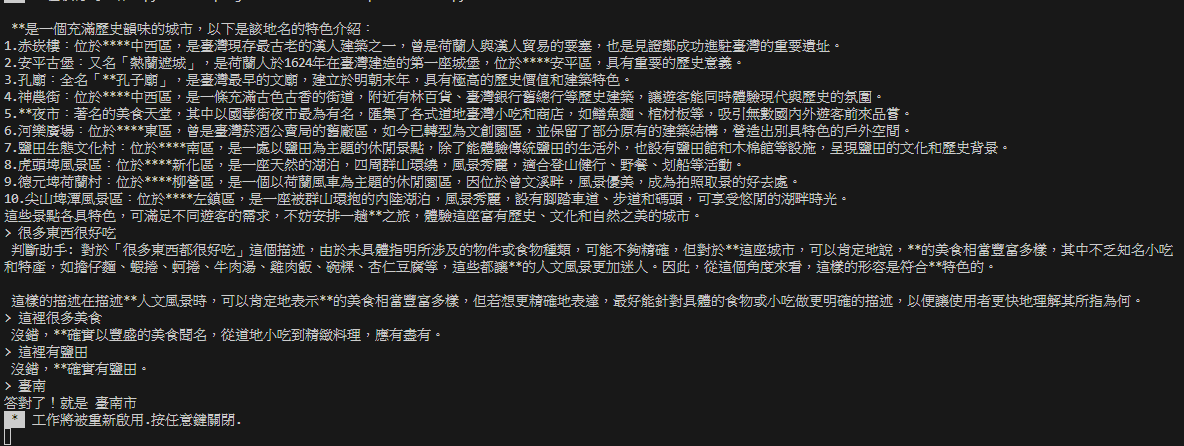 **是一個充滿歷史韻味的城市，以下是該地名的特色介紹：
1.赤崁樓：位於****中西區，是臺灣現存最古老的漢人建築之一，曾是荷蘭人與漢人貿易的要塞，也是見證鄭成功進駐臺灣的重要遺址。
2.安平古堡：又名「熱蘭遮城」，是荷蘭人於1624年在臺灣建造的第一座城堡，位於****安平區，具有重要的歷史意義。
3.孔廟：全名「**孔子廟」，是臺灣最早的文廟，建立於明朝末年，具有極高的歷史價值和建築特色。
4.神農街：位於****中西區，是一條充滿古色古香的街道，附近有林百貨、臺灣銀行舊總行等歷史建築，讓遊客能同時體驗現代與歷史的氛圍。
5.**夜市：著名的美食天堂，其中以國華街夜市最為有名，匯集了各式道地臺灣小吃和商店，如鱔魚麵、棺材板等，吸引無數國內外遊客前來品嘗。
6.河樂廣場：位於****東區，曾是臺灣菸酒公賣局的舊廠區，如今已轉型為文創園區，並保留了部分原有的建築結構，營造出別具特色的戶外空間。
7.鹽田生態文化村：位於****南區，是一處以鹽田為主題的休閒景點，除了能體驗傳統鹽田的生活外，也設有鹽田館和木棉館等設施，呈現鹽田的文化和歷史背景。
8.虎頭埤風景區：位於****新化區，是一座天然的湖泊，四周群山環繞，風景秀麗，適合登山健行、野餐、划船等活動。
9.德元埤荷蘭村：位於****柳營區，是一個以荷蘭風車為主題的休閒園區，因位於曾文溪畔，風景優美，成為拍照取景的好去處。
10.尖山埤潭風景區：位於****左鎮區，是一座被群山環抱的內陸湖泊，風景秀麗，設有腳踏車道、步道和碼頭，可享受悠閒的湖畔時光。
這些景點各具特色，可滿足不同遊客的需求，不妨安排一趟**之旅，體驗這座富有歷史、文化和自然之美的城市。
> 很多東西很好吃
判斷助手: 對於「很多東西都很好吃」這個描述，由於未具體指明所涉及的物件或食物種類，可能不夠精確，但對於**這座城市，可以肯定地說，**的美食相當豐富多樣，其中不乏知名小吃
和特產，如擔仔麵、蝦捲、蚵捲、牛肉湯、雞肉飯、碗粿、杏仁豆腐等，這些都讓**的人文風景更加迷人。因此，從這個角度來看，這樣的形容是符合**特色的。
這樣的描述在描述**人文風景時，可以肯定地表示**的美食相當豐富多樣，但若想更精確地表達，最好能針對具體的食物或小吃做更明確的描述，以便讓使用者更快地理解其所指為何。
> 這裡很多美食
沒錯，**確實以豐盛的美食聞名，從道地小吃到精緻料理，應有盡有。
> 這裡有鹽田
沒錯，**確實有鹽田。
> 臺南
答對了！就是 臺南市
* 工作將被重新啟用.按任意鍵關閉.